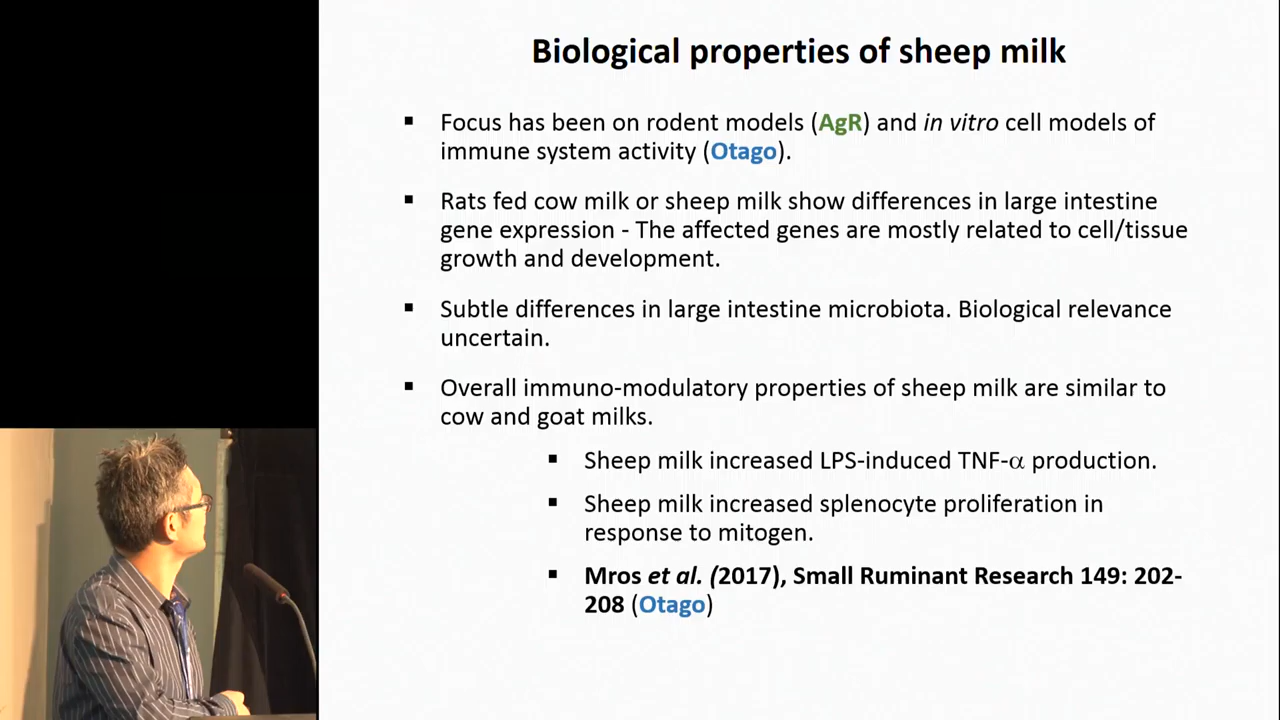 Biological properties of sheep milk
▪ Focus has been on rodent models (AgR) and in vitro cell models of
immune system activity (Otago).
▪ Rats fed cow milk or sheep milk show differences in large intestine
gene expression - The affected genes are mostly related to cell/tissue
growth and development.
▪ Subtle differences in large intestine microbiota. Biological relevance
uncertain.
▪ Overall immuno-modulatory properties of sheep milk are similar to
cow and goat milks.
▪ Sheep milk increased LPS-induced TNF-α production.
▪ Sheep milk increased splenocyte proliferation in
response to mitogen.
▪ Mros et al. (2017), Small Ruminant Research 149: 202-
208 (Otago)